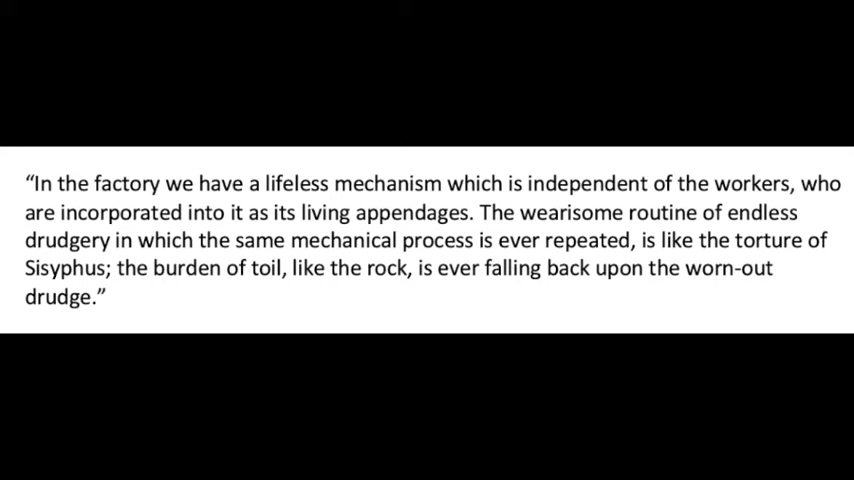 “In the factory we have a lifeless mechanism which is independent of the workers, who
are incorporated into it as its living appendages. The wearisome routine of endless
drudgery in which the same mechanical process is ever repeated, is like the torture of
Sisyphus; the burden of toil, like the rock, is ever falling back upon the worn-out
drudge.”